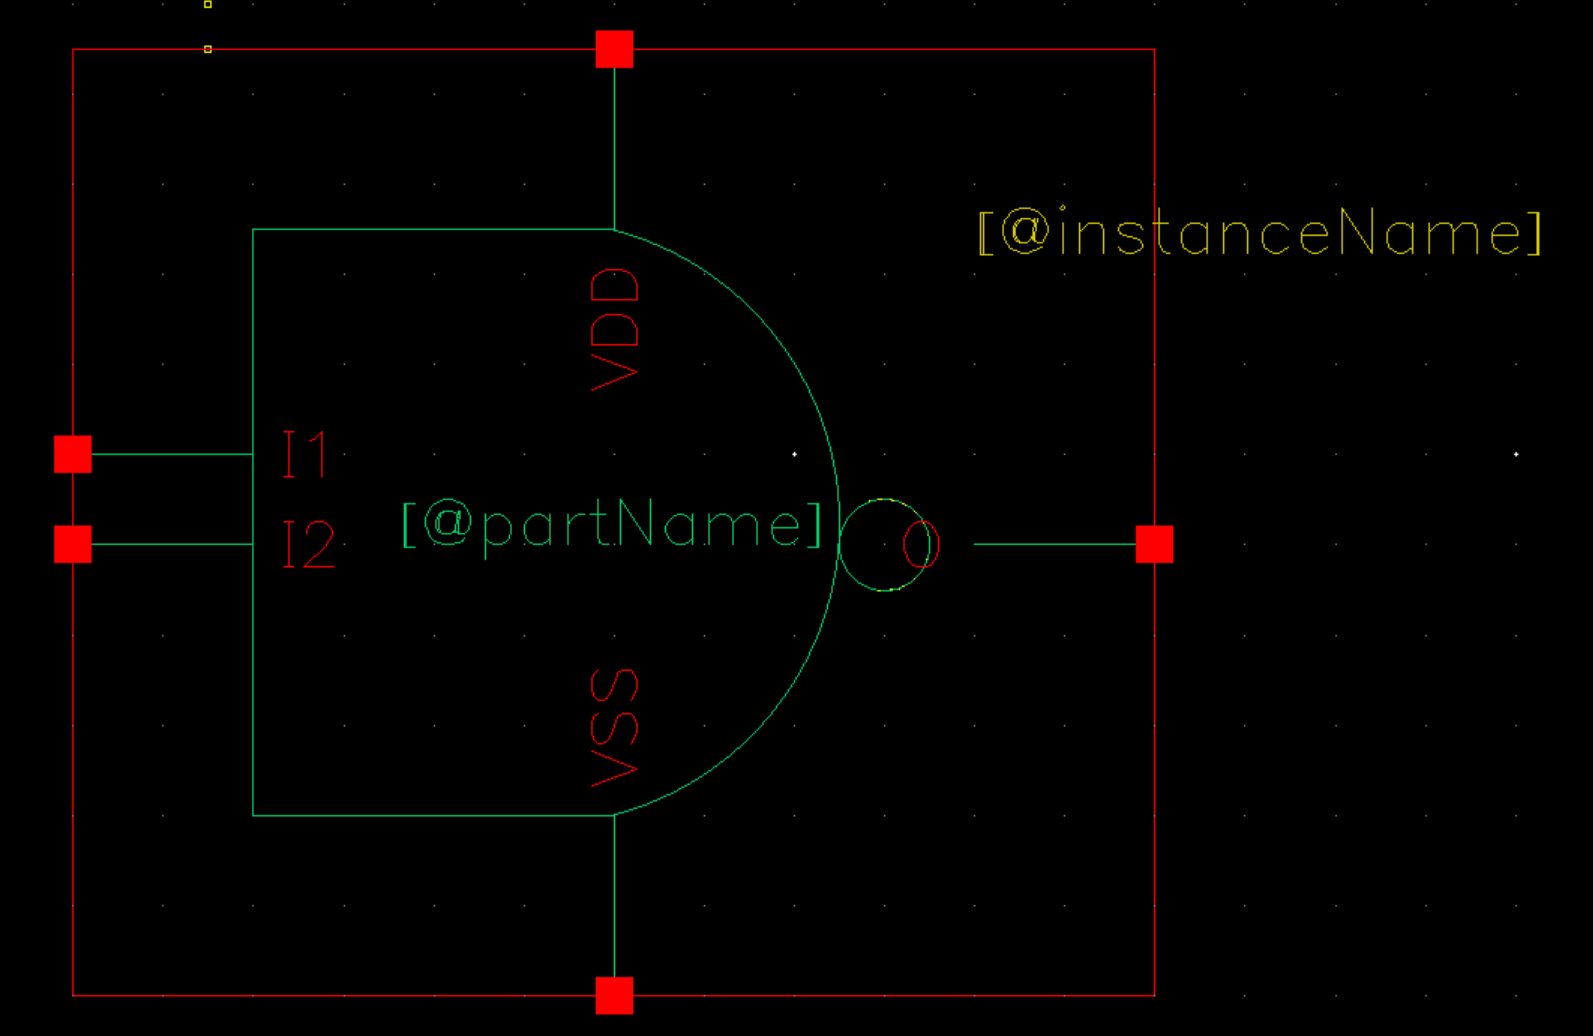 [@instanceName]
VDD
I1
[@partName]
I2
O
VSS